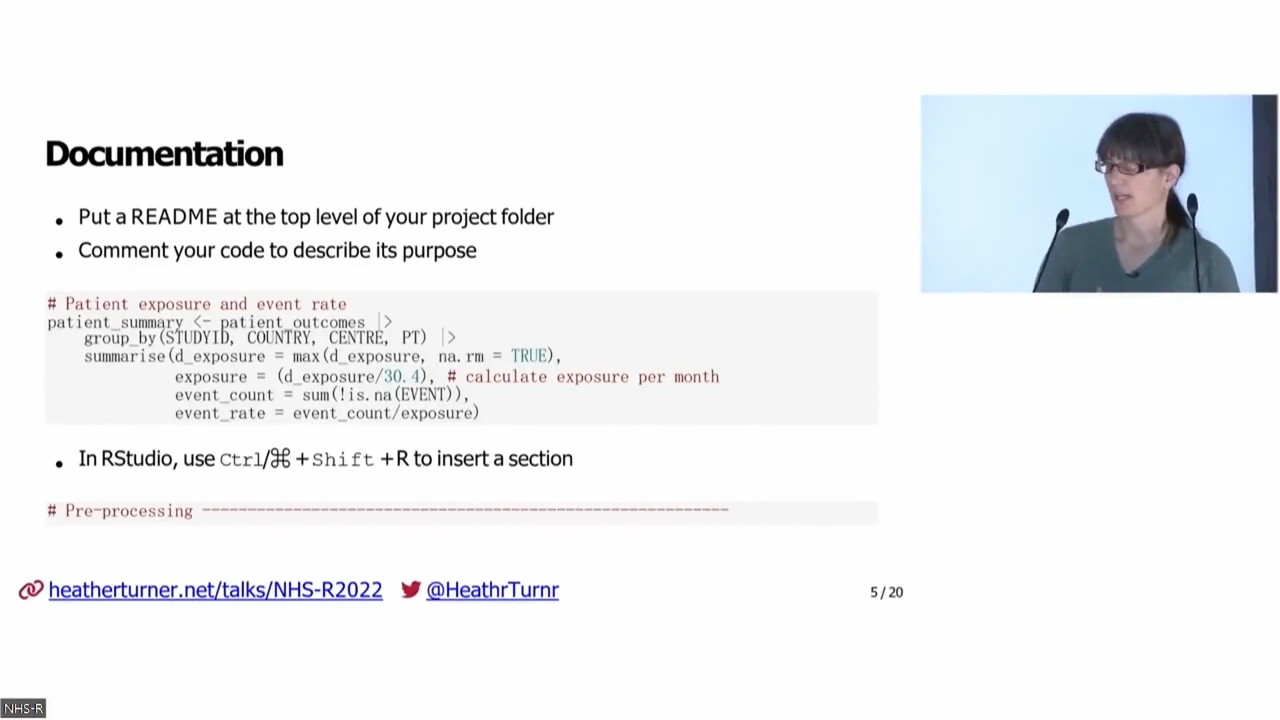 Documentation
• Put a README at the top level of your project folder
• Comment your code to describe its purpose
# Patient exposure and event rate
patient_summary <- patient_outcomes |>
group_by(STUDYID, COUNTRY, CENTRE, PT) |>
summarise(d_exposure = max(d_exposure, na.rm = TRUE),
exposure = (d_exposure/30.4), # calculate exposure per month
event_count = sum(!is.na(EVENT)),
event_rate = event_count/exposure)
• In RStudio, use Ctrl/⌘+Shift +R to insert a section
# Pre-processing ----------------------------------------------------------
heatherturner.net/talks/NHS-R2022 @HeathrTurnr
5 / 20
NHS-R